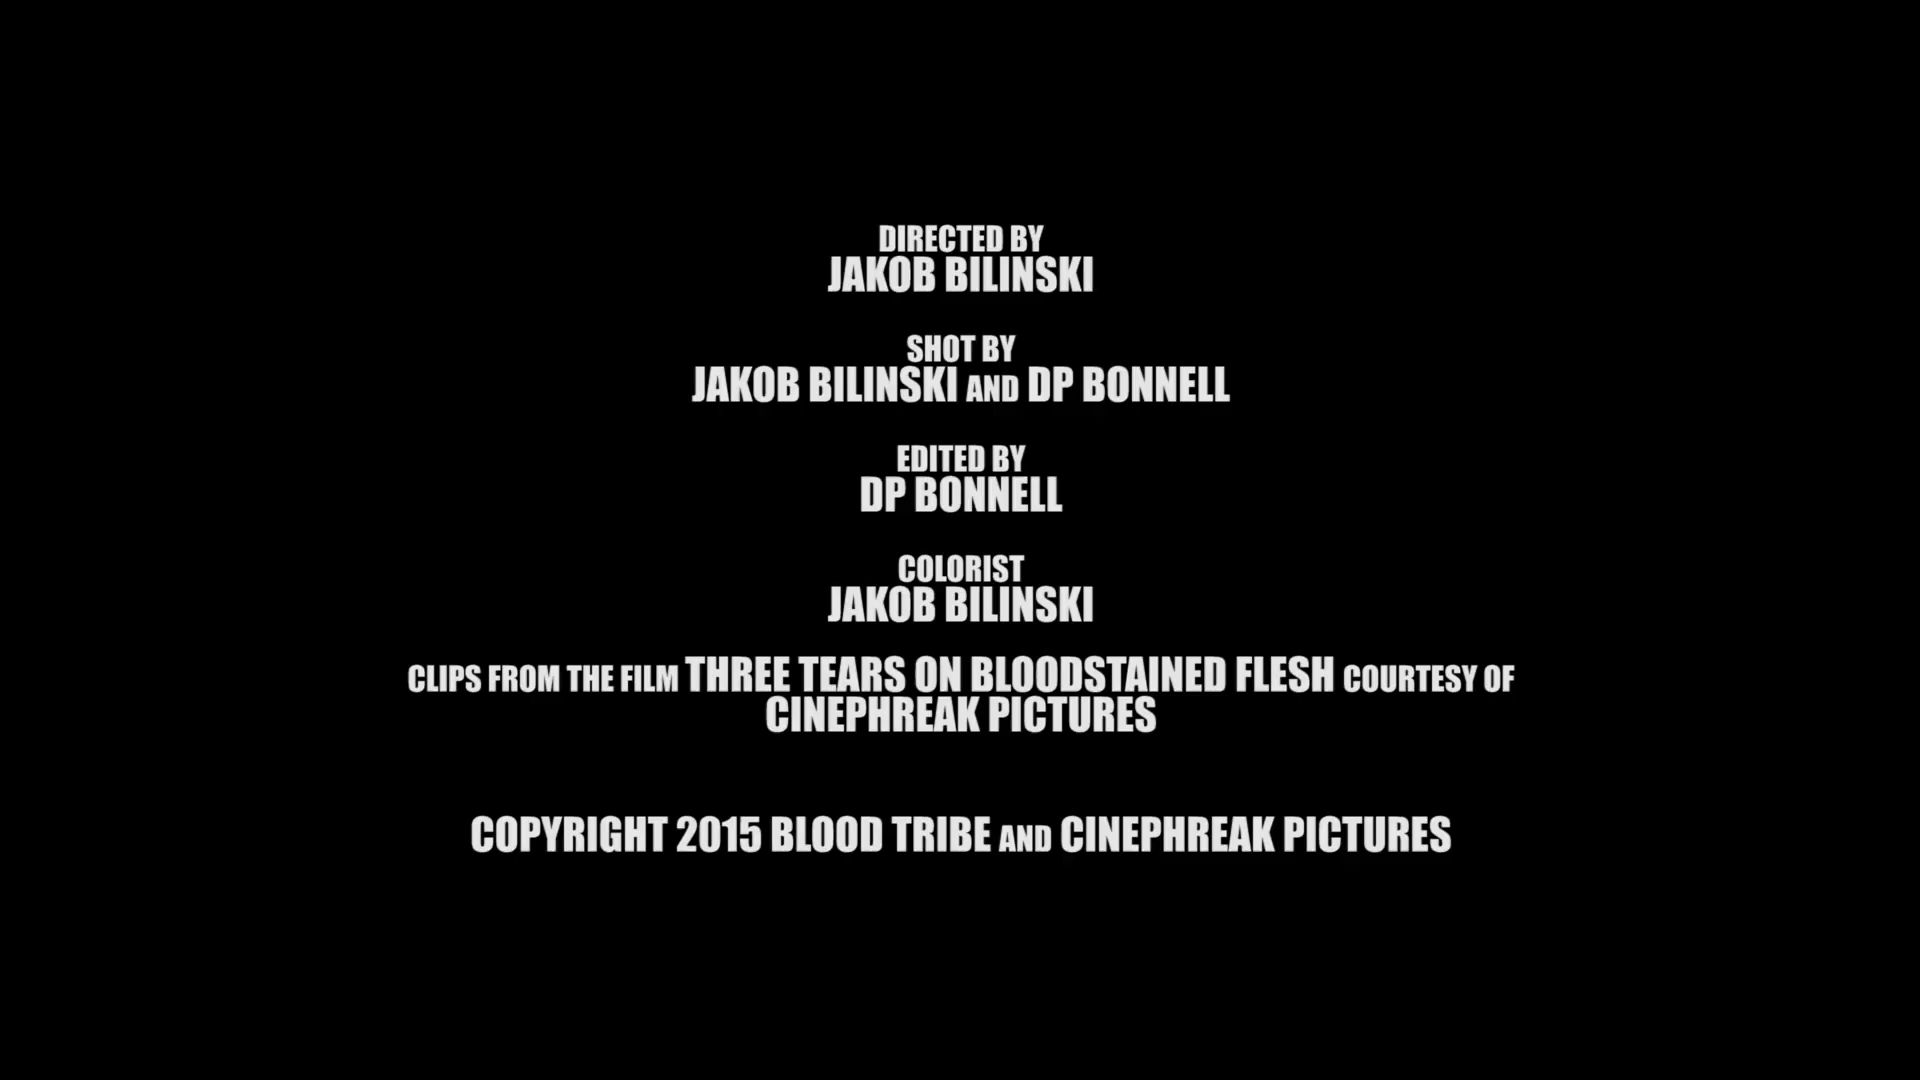 DIRECTED BY
JAKOB BILINSKI
SHOT BY
JAKOB BILINSKI AND DP BONNELL
EDITED BY
DP BONNELL
COLORIST
JAKOB BILINSKI
CLIPS FROM THE FILM THREE TEARS ON BLOODSTAINED FLESH COURTESY OF
CINEPHREAK PICTURES
COPYRIGHT 2015 BLOOD TRIBE AND CINEPHREAK PICTURES